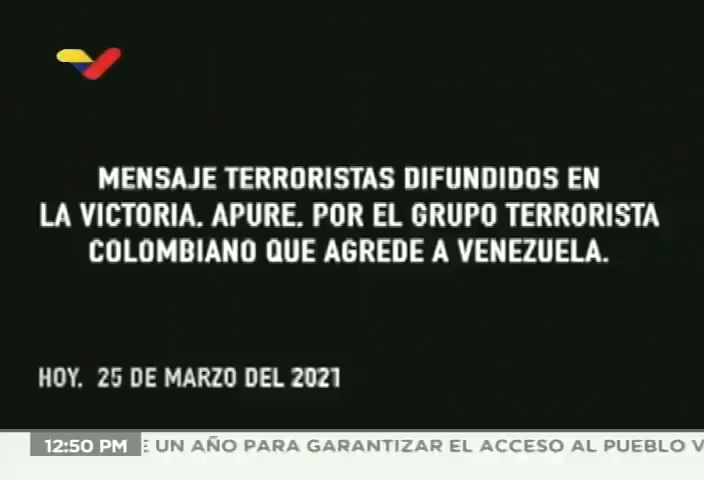 MENSAJE TERRORISTAS DIFUNDIDOS EN
LA VICTORIA. APURE. POR EL GRUPO TERRORISTA
COLOMBIANO QUE AGREDE A VENEZUELA.
HOY. 25 DE MARZO DEL 2021
12:50 PM UN AÑO PARA GARANTIZAR EL ACCESO AL PUEBLO